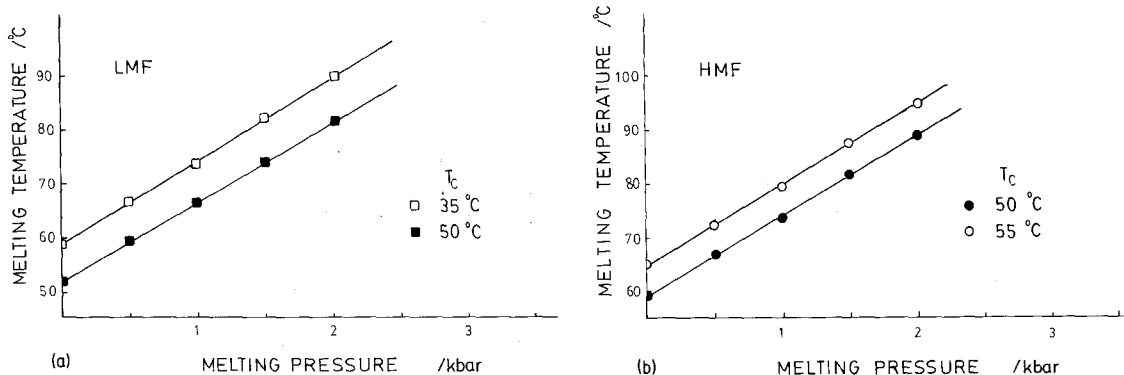 MELTING TEMPERATURE /°C
LMF
90
80
70
60
50
T_C
□ 35 °C
■ 50 °C
1
2
3
(a)
MELTING PRESSURE /kbar
MELTING TEMPERATURE /°C
HMF
100
90
80
70
60
T_C
● 50 °C
○ 55 °C
1
2
3
(b)
MELTING PRESSURE /kbar